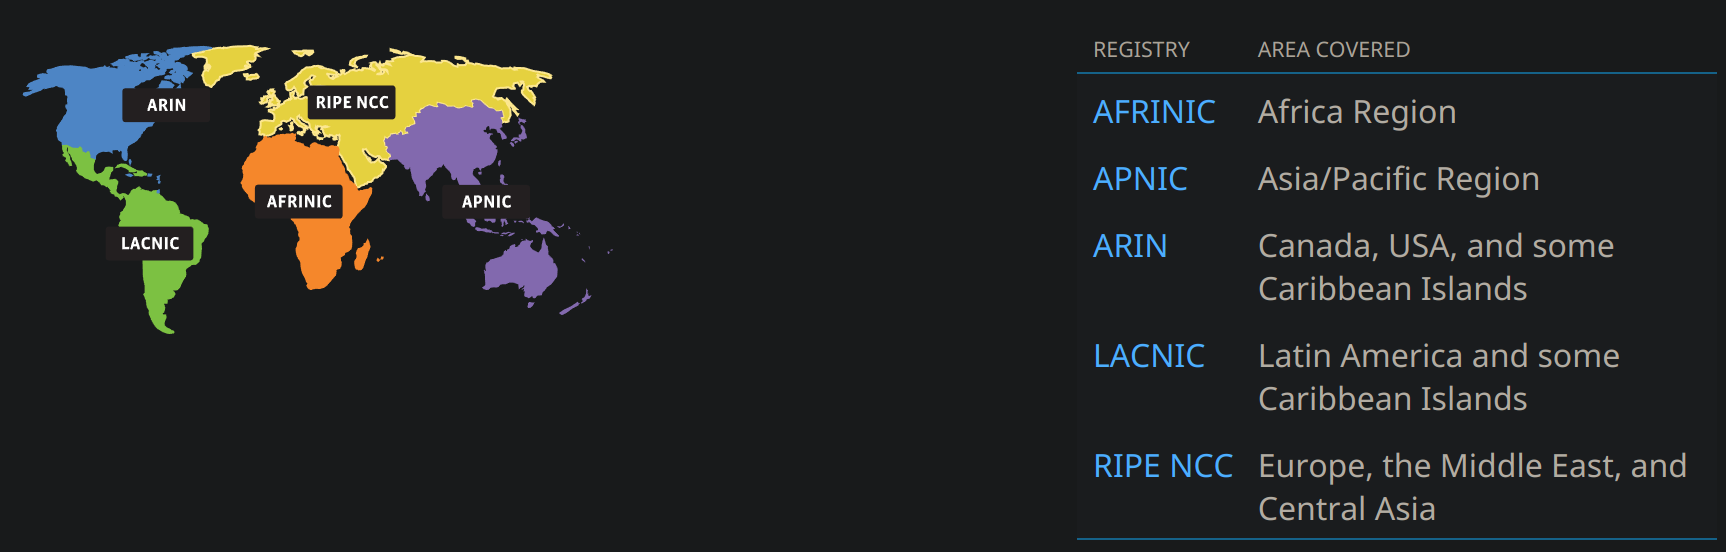 ARIN
RIPE NCC
AFRINIC
APNIC
LACNIC
REGISTRY AREA COVERED
AFRINIC Africa Region
APNIC Asia/Pacific Region
ARIN Canada, USA, and some
Caribbean Islands
LACNIC Latin America and some
Caribbean Islands
RIPE NCC Europe, the Middle East, and
Central Asia